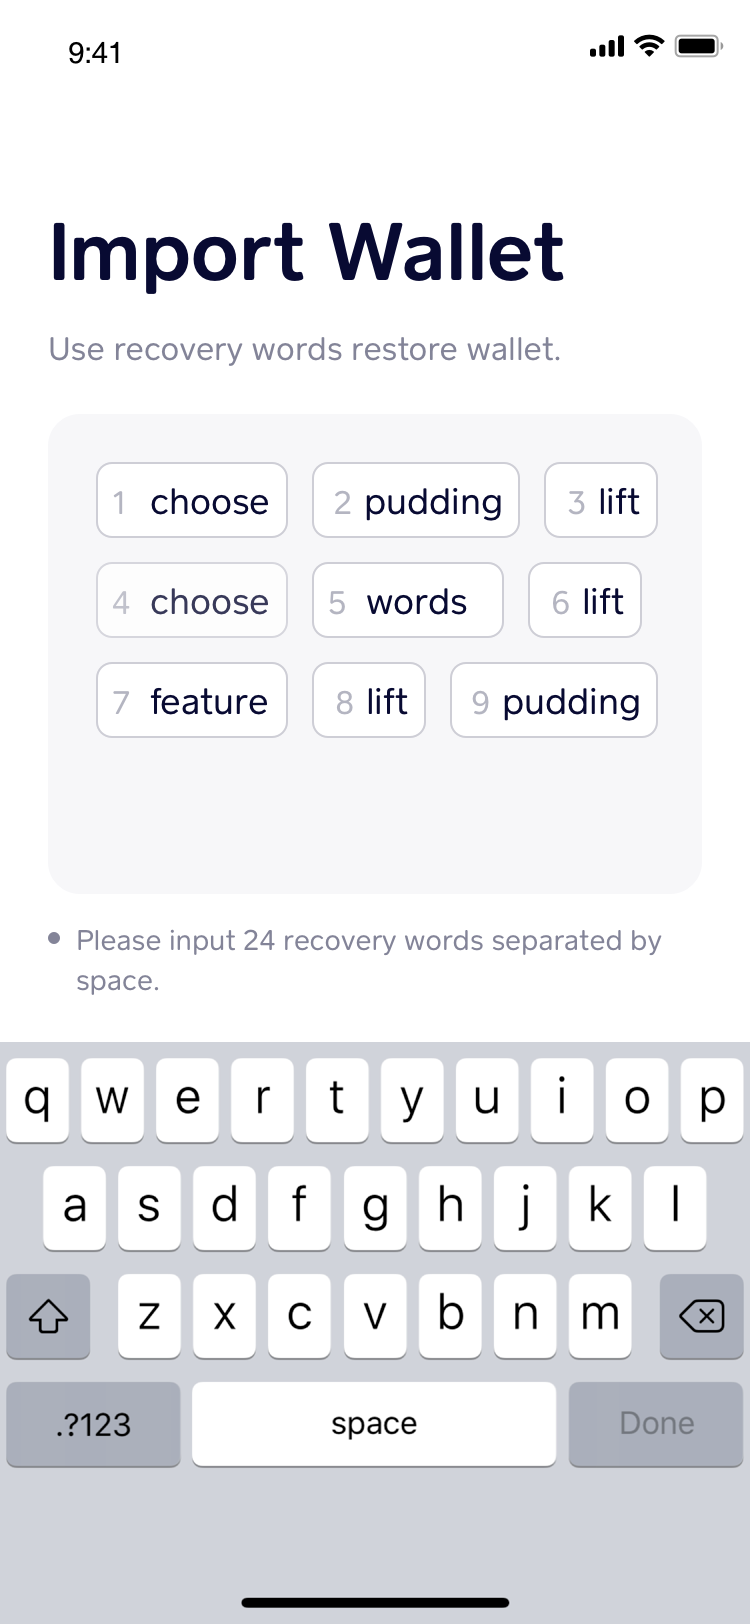 9:41
Import Wallet
Use recovery words restore wallet.
1 choose 2 pudding 3 lift
4 choose 5 words 6 lift
7 feature 8 lift 9 pudding
• Please input 24 recovery words separated by
space.
q w e r t y u i o p
a s d f g h j k l
z x c v b n m
.?123 space Done